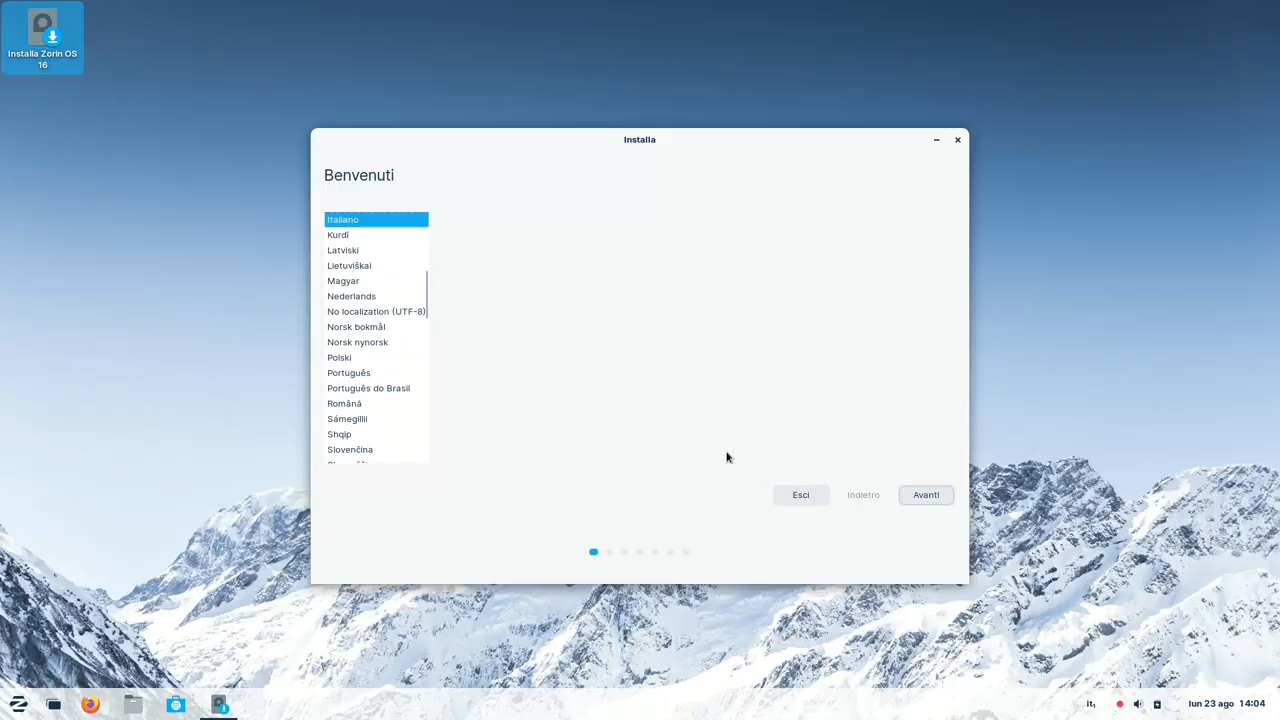 Installa Zorin OS
16
Installa
Benvenuti
Italiano
Kurdî
Latviski
Lietuviškai
Magyar
Nederlands
No localization (UTF-8)
Norsk bokmål
Norsk nynorsk
Polski
Português
Português do Brasil
Română
Sámegillii
Shqip
Slovenčina
Esci
Indietro
Avanti
it₁
lun 23 ago 14:04